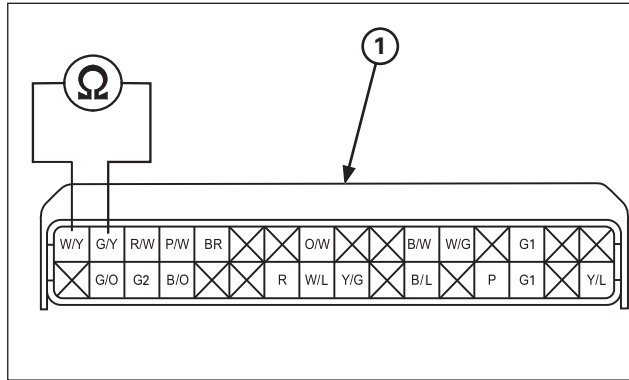 Ω
1
W/Y G/Y R/W P/W BR O/W B/W W/G G1
G/O G2 B/O R W/L Y/G B/L P G1 Y/L